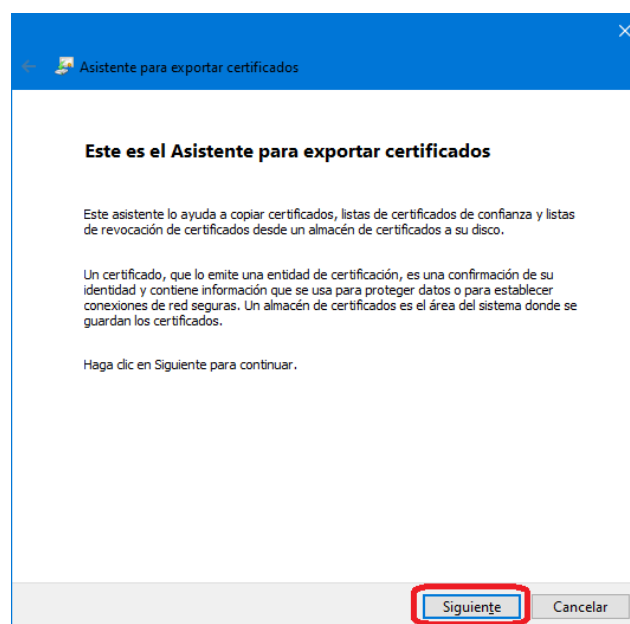 Asistente para exportar certificados
Este es el Asistente para exportar certificados
Este asistente lo ayuda a copiar certificados, listas de certificados de confianza y listas
de revocación de certificados desde un almacén de certificados a su disco.
Un certificado, que lo emite una entidad de certificación, es una confirmación de su
identidad y contiene información que se usa para proteger datos o para establecer
conexiones de red seguras. Un almacén de certificados es el área del sistema donde se
guardan los certificados.
Haga clic en Siguiente para continuar.
Siguiente Cancelar